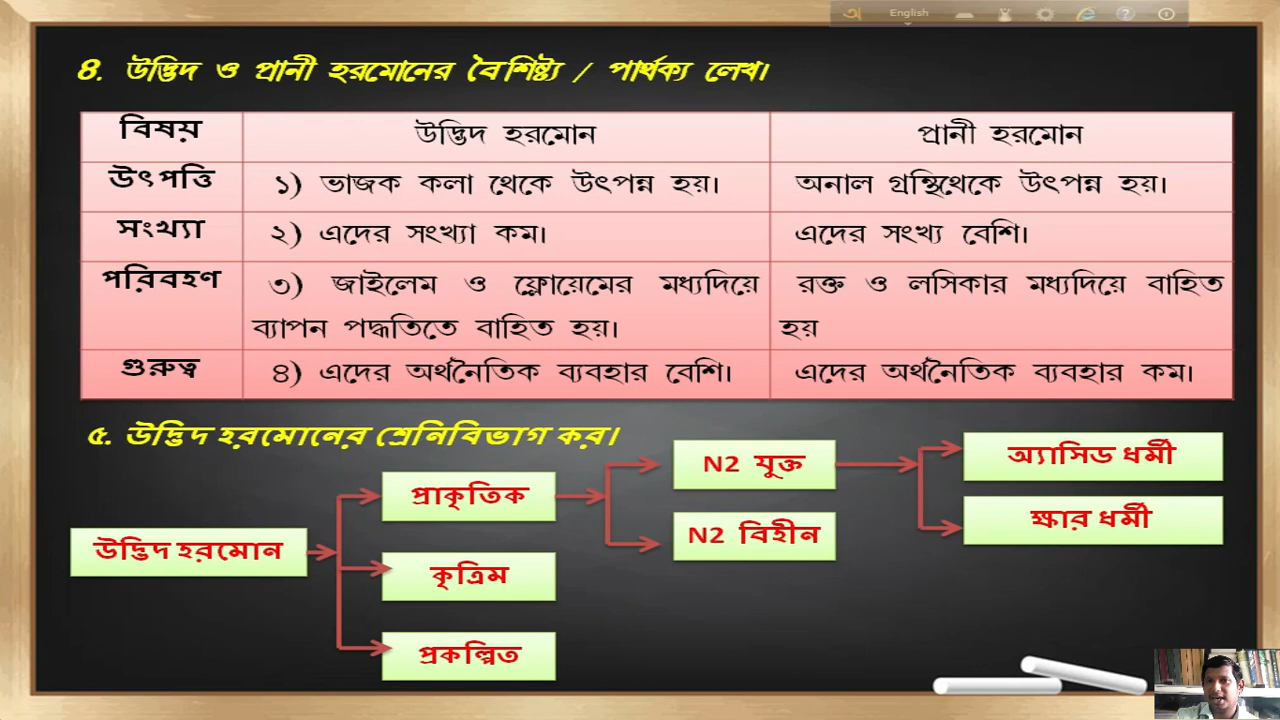 অ English
৪. উদ্ভিদ ও প্রানী হরমোনের বৈশিষ্ট্য / পার্থক্য লেখ।
বিষয় উদ্ভিদ হরমোন প্রানী হরমোন
উৎপত্তি ১) ভাজক কলা থেকে উৎপন্ন হয়। অনাল গ্রন্থিথেকে উৎপন্ন হয়।
সংখ্যা ২) এদের সংখ্যা কম। এদের সংখ্য বেশি।
পরিবহণ ৩) জাইলেম ও ফ্লোয়েমের মধ্যদিয়ে রক্ত ও লসিকার মধ্যদিয়ে বাহিত
ব্যাপন পদ্ধতিতে বাহিত হয়। হয়
গুরুত্ব ৪) এদের অর্থনৈতিক ব্যবহার বেশি। এদের অর্থনৈতিক ব্যবহার কম।
৫. উদ্ভিদ হরমোনের শ্রেনিবিভাগ কর।
উদ্ভিদ হরমোন
প্রাকৃতিক
কৃত্রিম
প্রকল্পিত
N2 যুক্ত
N2 বিহীন
অ্যাসিড ধর্মী
ক্ষার ধর্মী